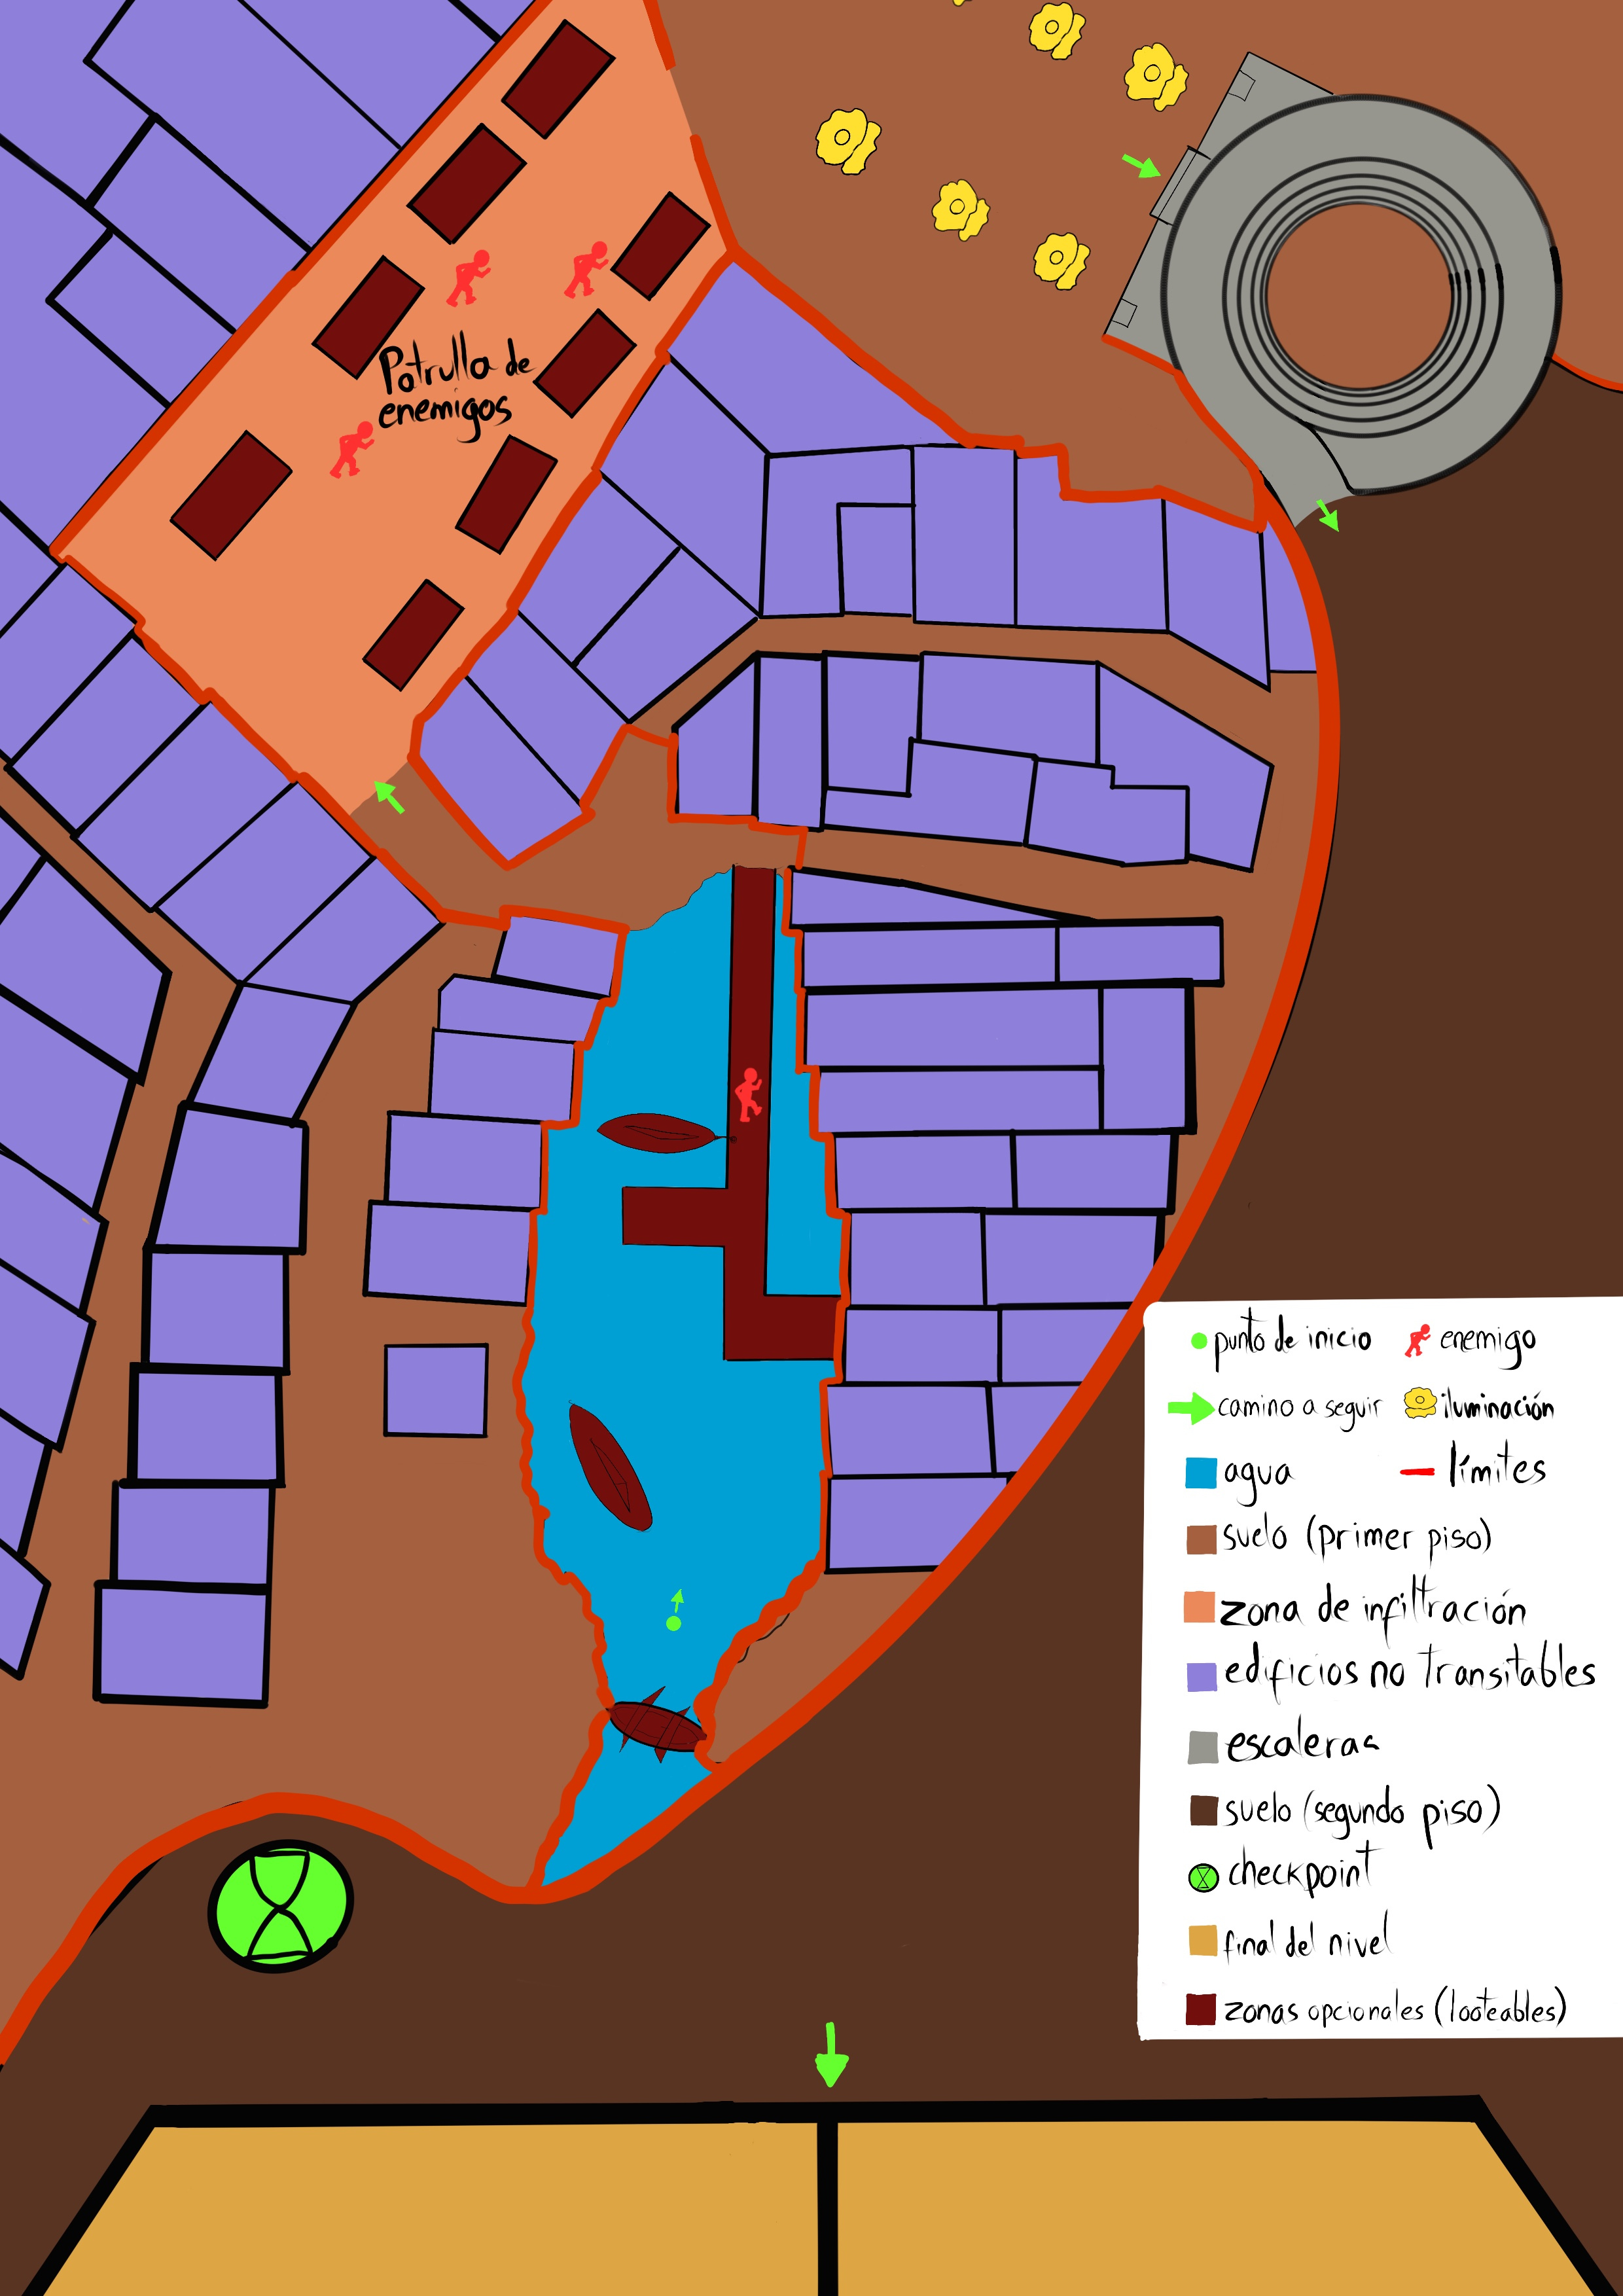 Patrulla de
enemigos
punto de inicio
enemigo
camino a seguir
iluminación
agua
límites
suelo (primer piso)
zona de infiltración
edificios no transitables
escaleras
suelo (segundo piso)
checkpoint
final del nivel
zonas opcionales (looteables)